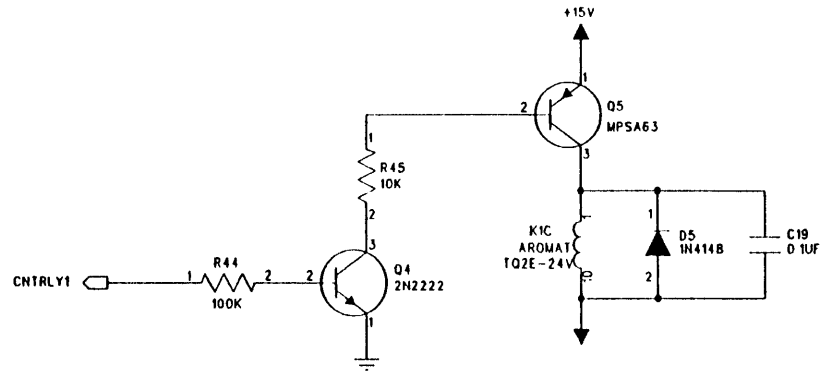 +15V
1
2
Q5
MPSA63
3
1
R45
10K
2
1
K1C
AROMAT
TQ2E-24V
1
D5
1N4148
2
C19
0.1UF
3
R44
CNTRLY1
1
2
2
Q4
2N2222
100K
1